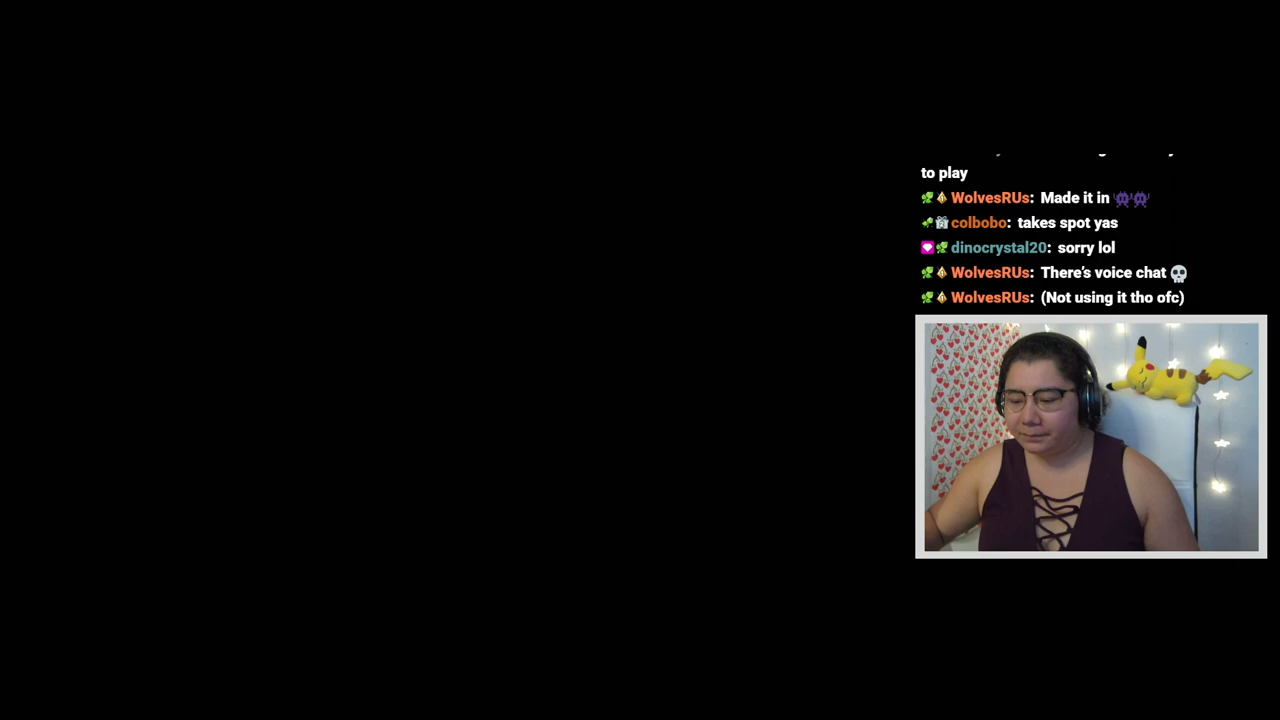 to play
WolvesRUs: Made it in
colbobo: takes spot yas
dinocrystal20: sorry lol
WolvesRUs: There's voice chat 💀
WolvesRUs: (Not using it tho ofc)